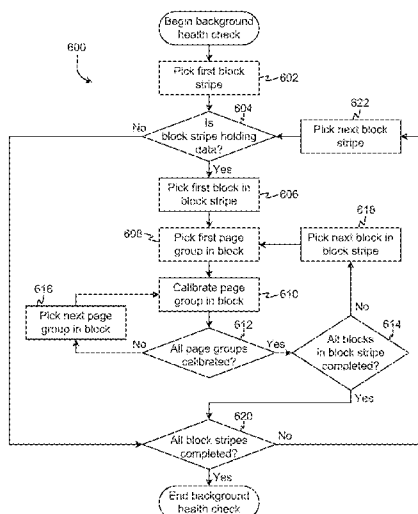 Begin background
health check
600
Pick first block
stripe
602
604
622
No
Is
block stripe holding
data?
Pick next block
stripe
Yes
Pick first block in
block stripe
606
608
618
Pick first page
group in block
Pick next block in
block stripe
616
Calibrate page
group in block
610
Pick next page
group in block
612
No
614
No
All page groups
calibrated?
Yes
All blocks
in block stripe
completed?
Yes
620
All block stripes
completed?
No
Yes
End background
health check